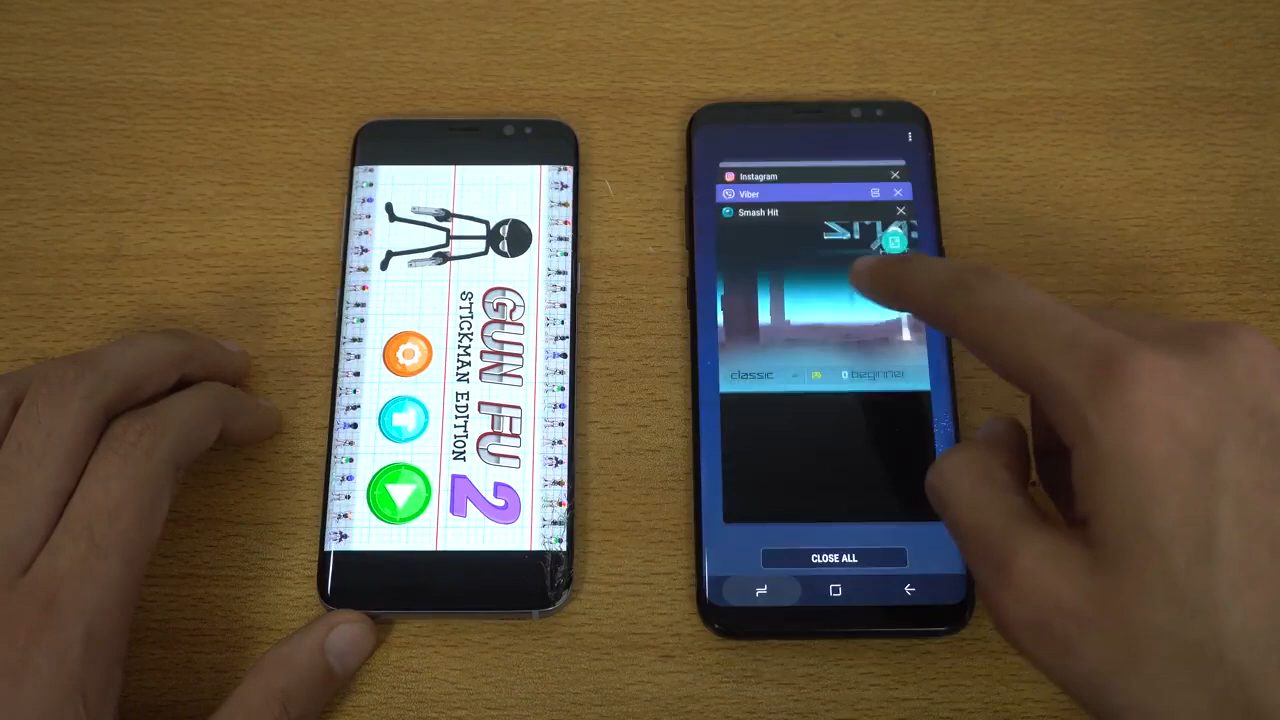 GUN FU
2
STICKMAN EDITION
Instagram
Viber
Smash Hit
classic
beginner
CLOSE ALL